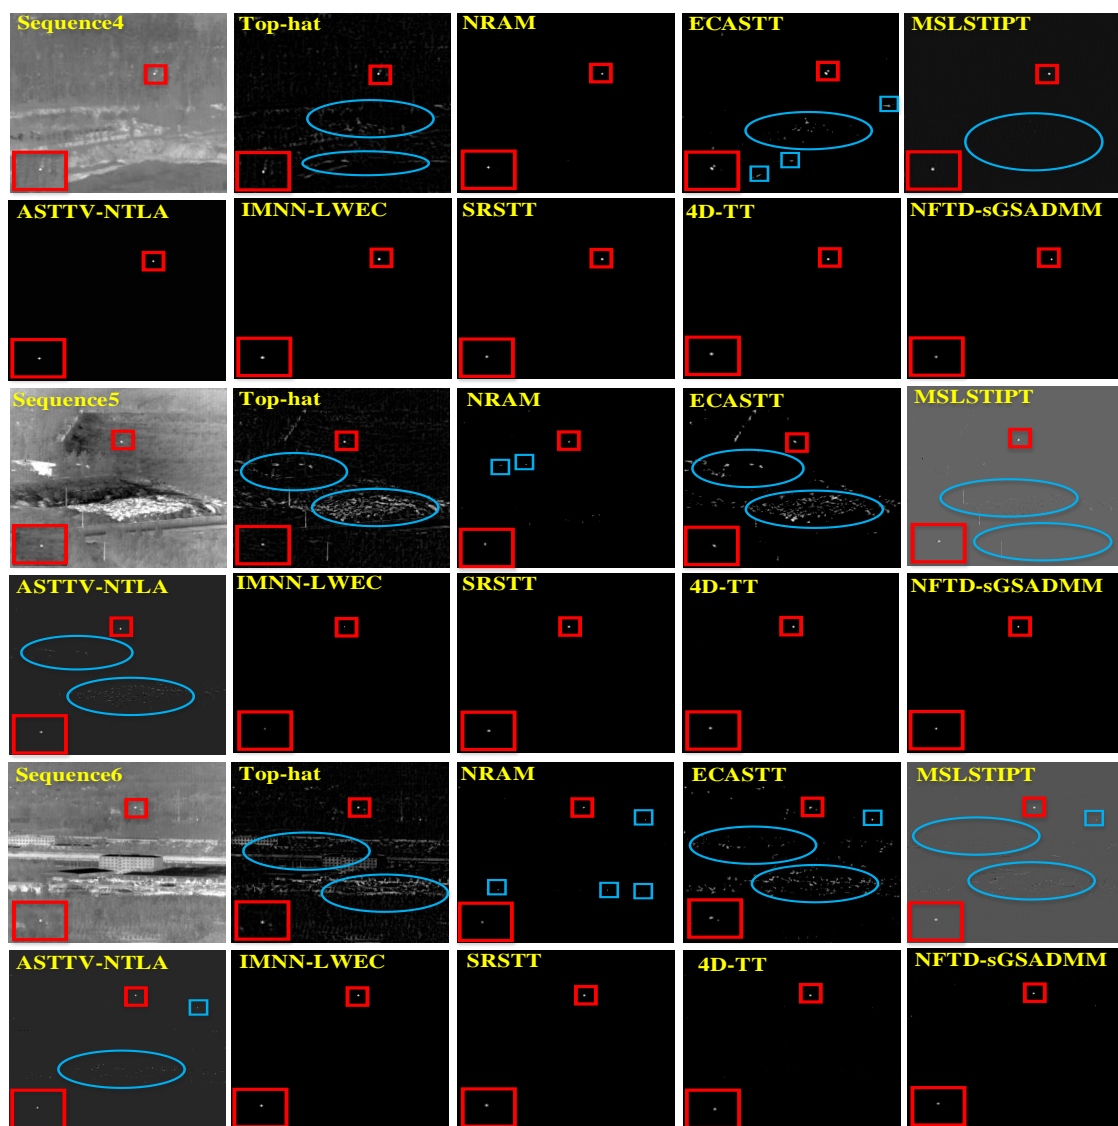 Sequence4 Top-hat NRAM ECASTT MSLSTIPT
ASTTV-NTLA IMNN-LWEC SRSTT 4D-TT NFTD-sGSADMM
Sequence5 Top-hat NRAM ECASTT MSLSTIPT
ASTTV-NTLA IMNN-LWEC SRSTT 4D-TT NFTD-sGSADMM
Sequence6 Top-hat NRAM ECASTT MSLSTIPT
ASTTV-NTLA IMNN-LWEC SRSTT 4D-TT NFTD-sGSADMM